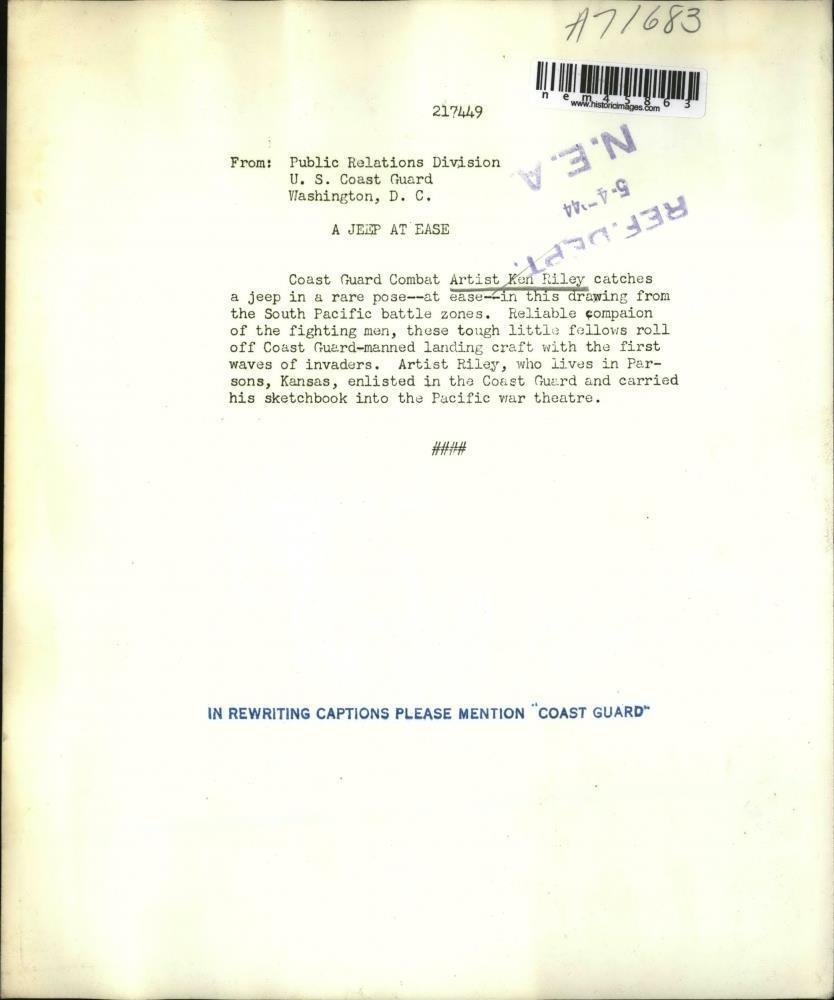 A71683
nem45863
www.historicimages.com
217449
N.E.A.
5-4-'44
REF. DEPT.
From: Public Relations Division
U. S. Coast Guard
Washington, D. C.
A JEEP AT EASE
Coast Guard Combat Artist Ken Riley catches
a jeep in a rare pose--at ease--in this drawing from
the South Pacific battle zones. Reliable compaion
of the fighting men, these tough little fellows roll
off Coast Guard-manned landing craft with the first
waves of invaders. Artist Riley, who lives in Par-
sons, Kansas, enlisted in the Coast Guard and carried
his sketchbook into the Pacific war theatre.
####
IN REWRITING CAPTIONS PLEASE MENTION "COAST GUARD"